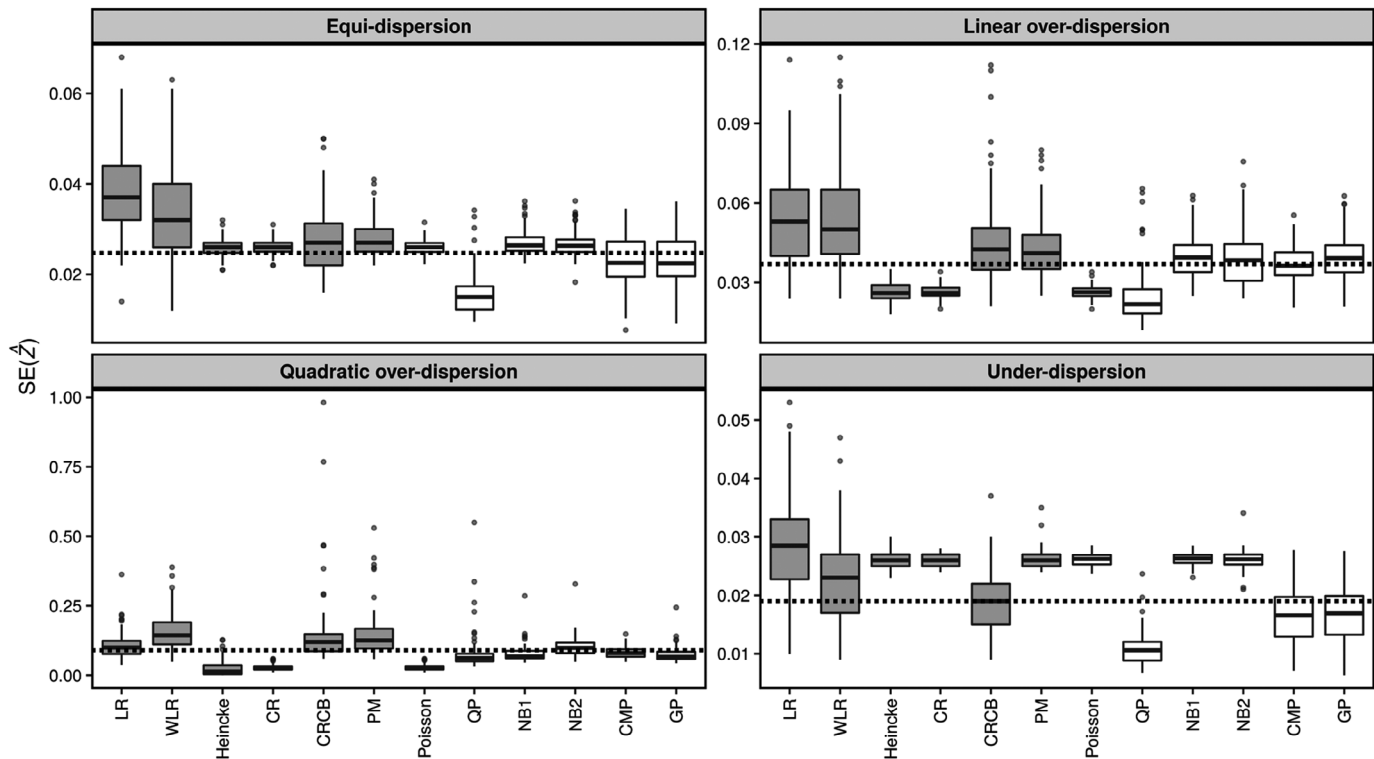 Equi-dispersion
Linear over-dispersion
0.06
0.04
0.02
0.12
0.09
0.06
0.03
SE(Ẑ)
Quadratic over-dispersion
Under-dispersion
1.00
0.75
0.50
0.25
0.00
0.05
0.04
0.03
0.02
0.01
LR
WLR
Heincke
CR
CRCB
PM
Poisson
QP
NB1
NB2
CMP
GP
LR
WLR
Heincke
CR
CRCB
PM
Poisson
QP
NB1
NB2
CMP
GP